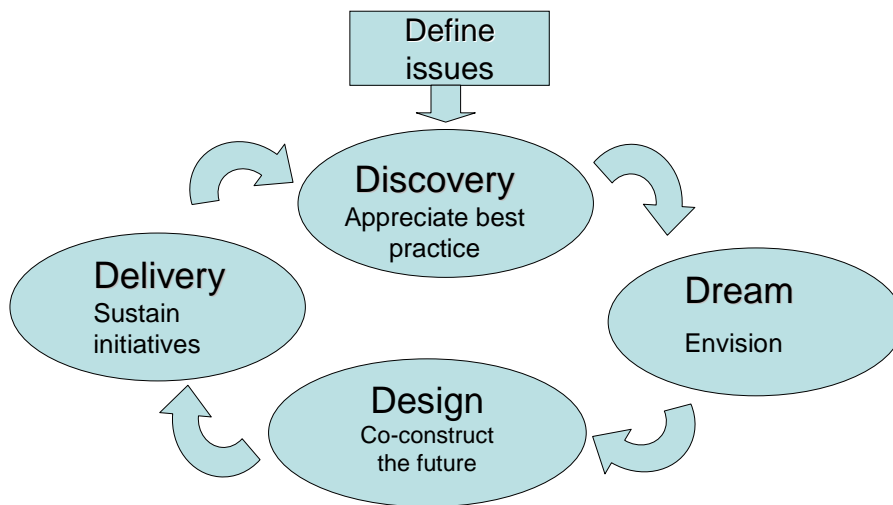 Define
issues
Discovery
Appreciate best
practice
Dream
Envision
Design
Co-construct
the future
Delivery
Sustain
initiatives